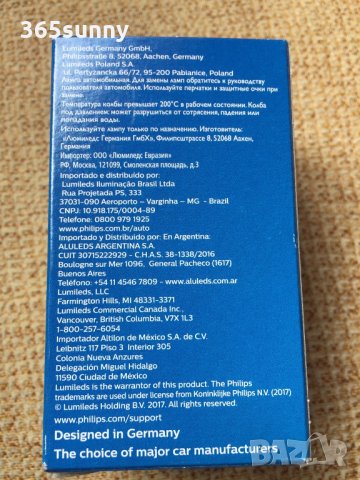 365sunny
Lumileds Germany GmbH,
Philipsstraße 8, 52068, Aachen, Germany
Lumileds Poland S.A.
ul. Partyzancka 66/72, 95-200 Pabianice, Poland
Лампа автомобильная. Для замены ламп обратитесь к руководству
пользователя автомобиля. Используйте перчатки и защитные очки при
замене.
Температура колбы превышает 200°С в рабочем состоянии. Колба
под давлением: может разрушится от сотрясения, падения и
попадания воды.
Используйте лампу только по назначению. Изготовитель:
«Люмиледс Германия ГмбХ», Филипсштрассе 8, 52068 Аахен,
Германия
Импортер: ООО «Люмиледс Евразия»
РФ, Москва, 121099, Смоленская площадь, д.3
Importado e distribuído por:
Lumileds Iluminação Brasil Ltda
Rua Projetada P5, 333
37031-090 Aeroporto – Varginha – MG – Brazil
CNPJ: 10.918.175/0004-89
Telefone: 0800 979 1925
www.philips.com.br/auto
Importado y Distribuido por: En Argentina:
ALULEDS ARGENTINA S.A.
CUIT 30715222929 - C.H.A.S. 38-1338/2016
Boulogne sur Mer 1096, General Pacheco (1617)
Buenos Aires
Teléfono +54 11 4546 7809 - www.aluleds.com.ar
Lumileds, LLC
Farmington Hills, MI 48331-3371
Lumileds Commercial Canada Inc.,
Vancouver, British Columbia, V7X 1L3
1-800-257-6054
Importador Altilon de México S.A. de C.V.
Leibnitz 117 Piso 3 Interior 305
Colonia Nueva Anzures
Delegación Miguel Hidalgo
11590 Ciudad de México
Lumileds is the warrantor of this product. The Philips
trademarks are used under license from Koninklijke Philips N.V. (2017)
© Lumileds Holding B.V. 2017. All rights reserved.
www.philips.com/support
Designed in Germany
The choice of major car manufacturers
BAZAR